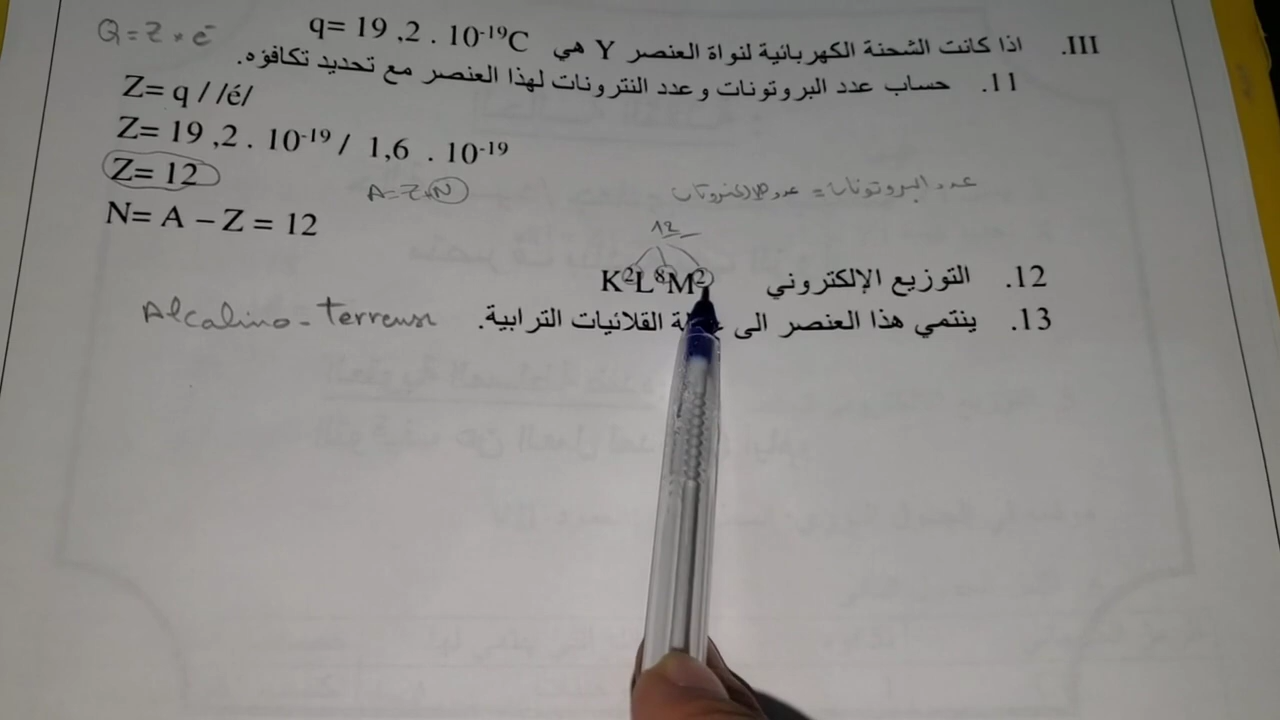 Q = Z × e-
III. اذا كانت الشحنة الكهربائية لنواة العنصر Y هي q= 19 ,2 . 10-19C
11. حساب عدد البروتونات وعدد النترونات لهذا العنصر مع تحديد تكافؤه.
Z= q / /é/
Z= 19 ,2 . 10-19 / 1,6 . 10-19
Z= 12
A = Z+N
عدد البروتونات = عدد الإلكترونات
N= A – Z = 12
12
12. التوزيع الإلكتروني K2L8M2
13. ينتمي هذا العنصر الى القلائيات الترابية.
Alcalino-Terreux